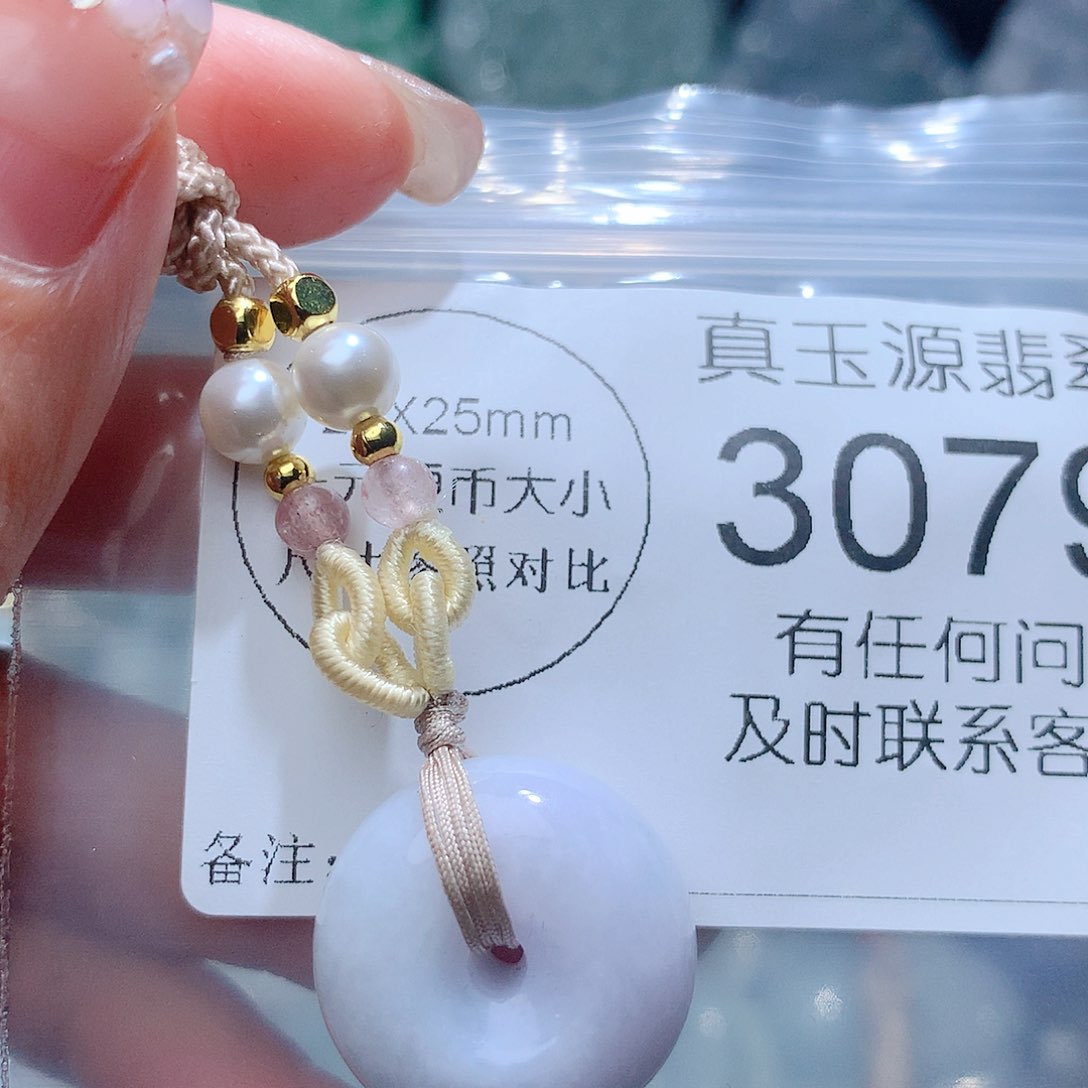 真玉源翡
X25mm
币大小
照对比
3079
有任何问
及时联系客
备注: